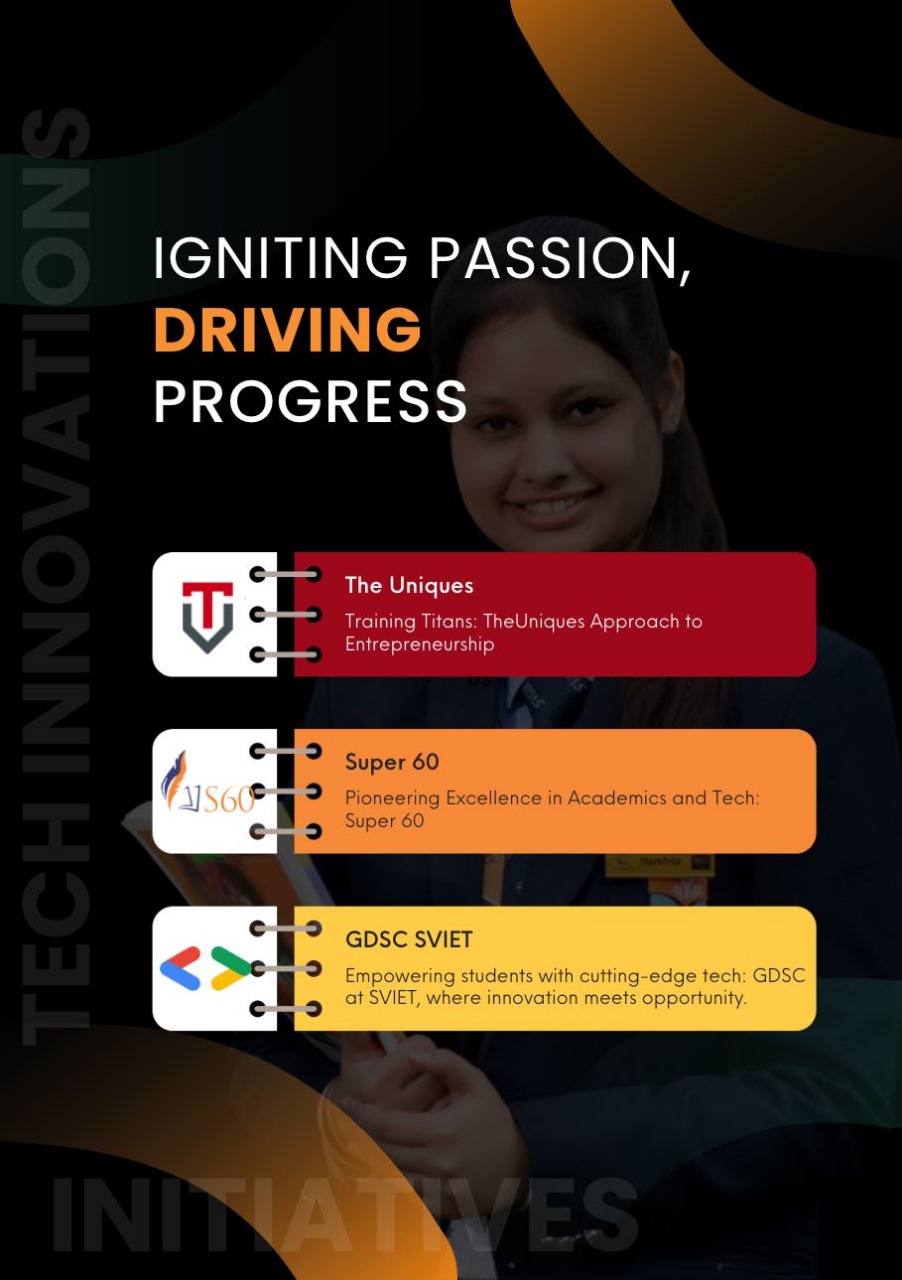 TECH INNOVATIONS
IGNITING PASSION,
DRIVING
PROGRESS
The Uniques
Training Titans: TheUniques Approach to
Entrepreneurship
S60
Super 60
Pioneering Excellence in Academics and Tech:
Super 60
Harshita
GDSC SVIET
Empowering students with cutting-edge tech: GDSC
at SVIET, where innovation meets opportunity.
INITIATIVES